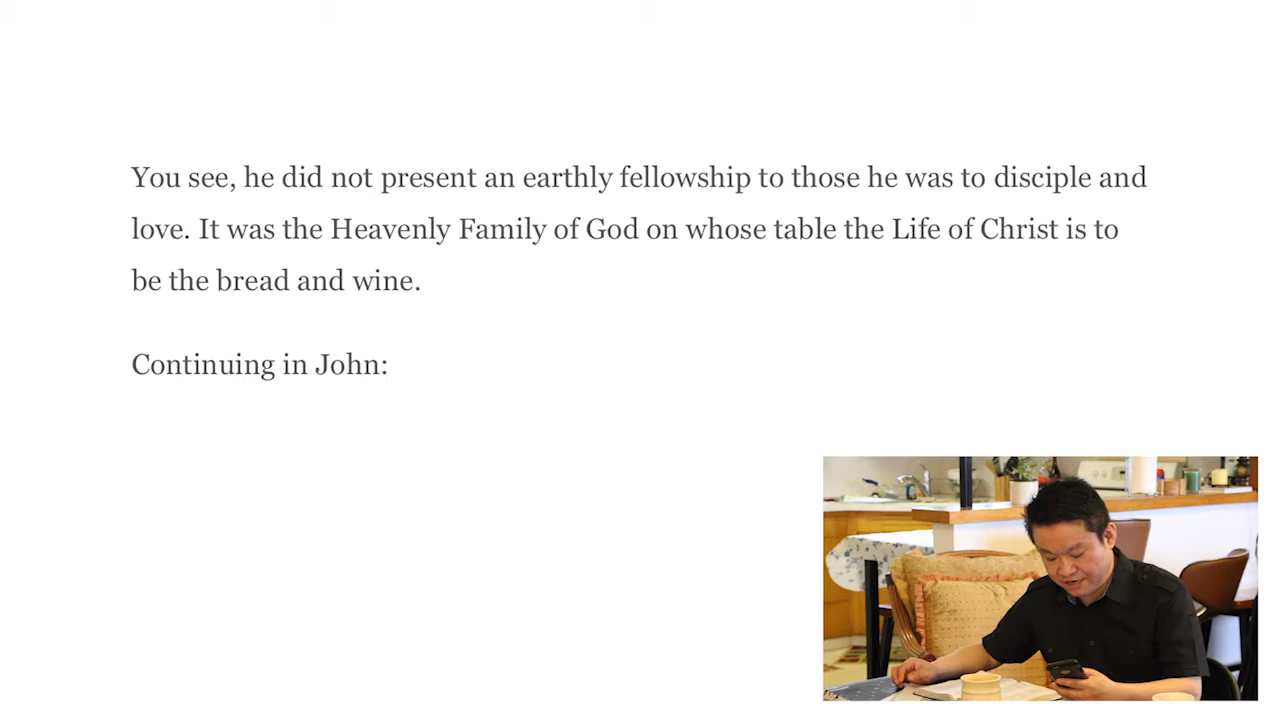 You see, he did not present an earthly fellowship to those he was to disciple and
love. It was the Heavenly Family of God on whose table the Life of Christ is to
be the bread and wine.
Continuing in John: